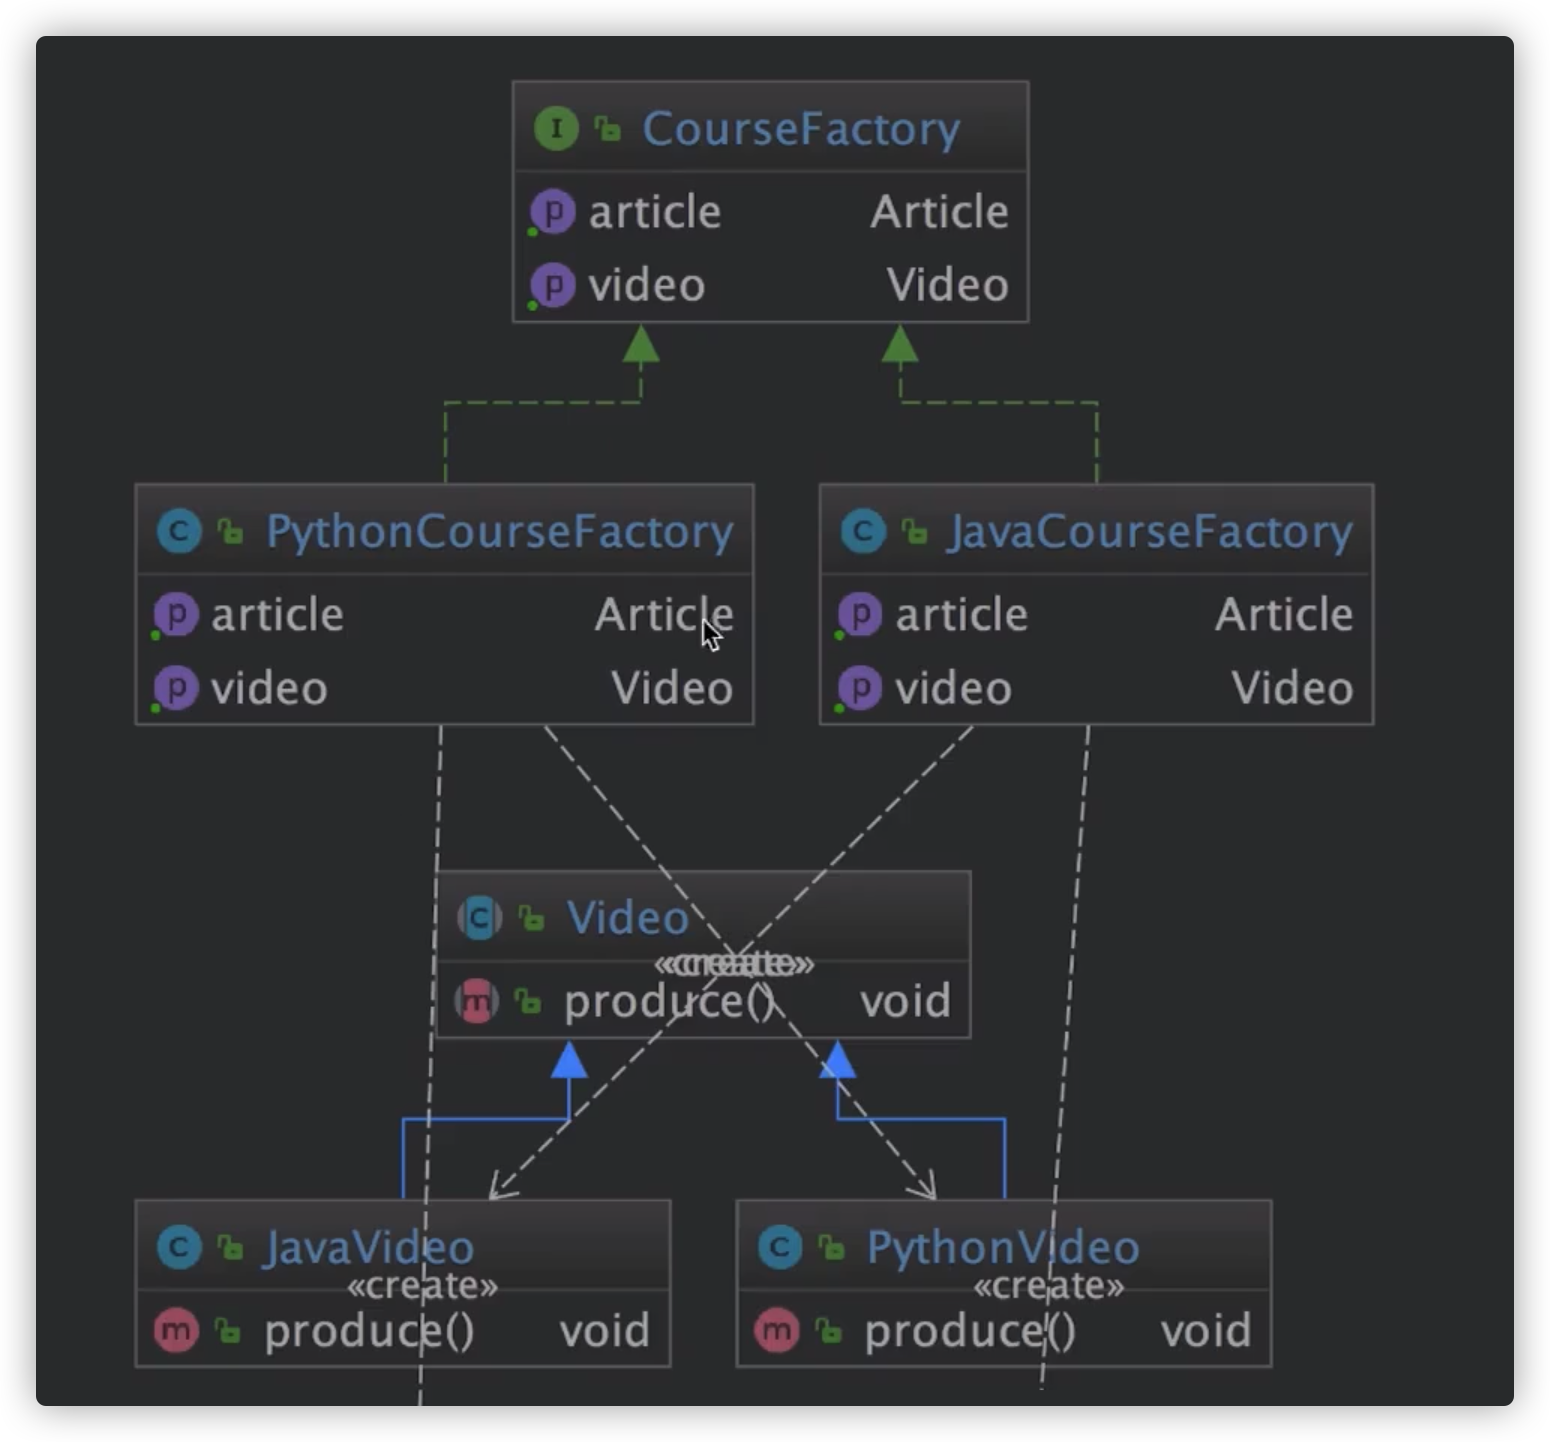 I CourseFactory
p article Article
p video Video
C PythonCourseFactory
p article Article
p video Video
C JavaCourseFactory
p article Article
p video Video
C Video
«create»
m produce() void
C JavaVideo
«create»
m produce() void
C PythonVideo
«create»
m produce() void